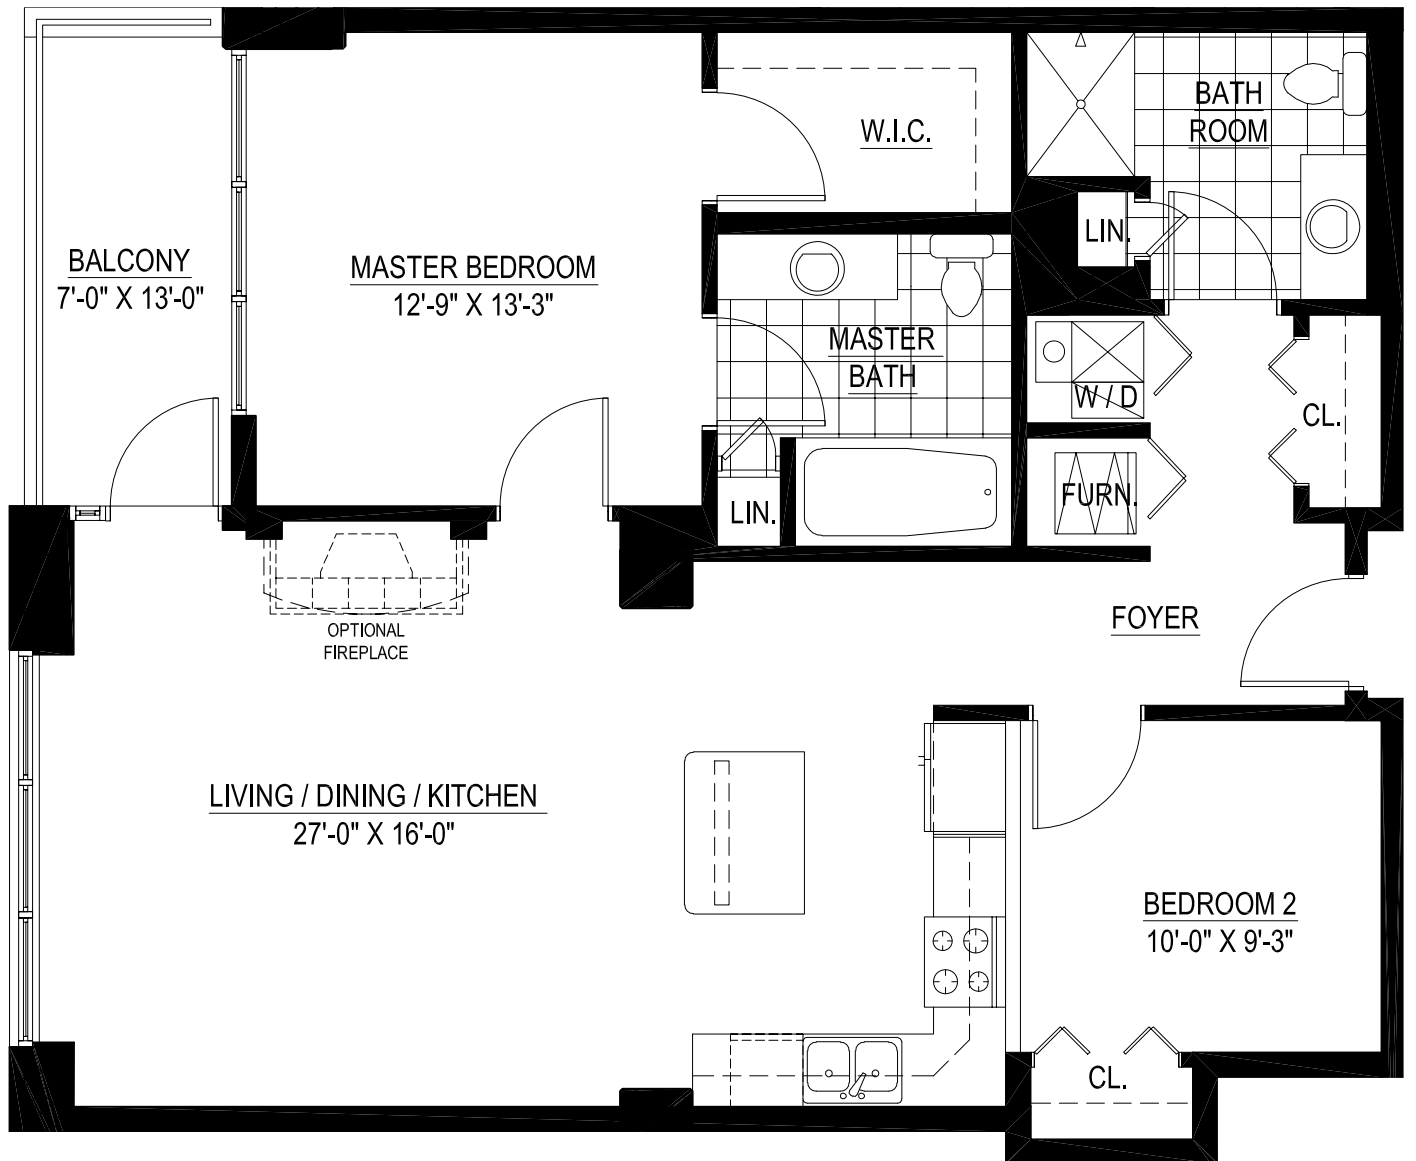 BATH
ROOM
W.I.C.
LIN.
BALCONY
7'-0" X 13'-0"
MASTER BEDROOM
12'-9" X 13'-3"
MASTER
BATH
W / D
CL.
FURN.
LIN.
FOYER
OPTIONAL
FIREPLACE
LIVING / DINING / KITCHEN
27'-0" X 16'-0"
BEDROOM 2
10'-0" X 9'-3"
CL.